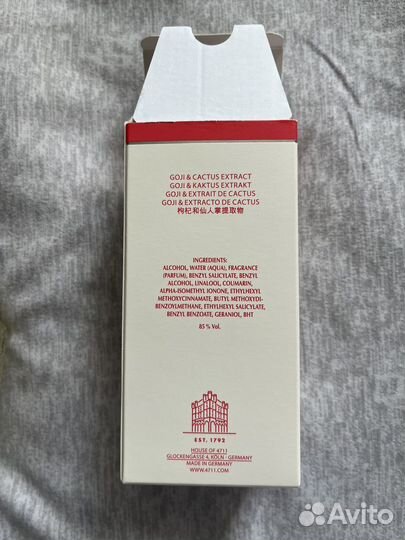 GOJI & CACTUS EXTRACT
GOJI & KAKTUS EXTRAKT
GOJI & EXTRAIT DE CACTUS
GOJI & EXTRACTO DE CACTUS
枸杞和仙人掌提取物
INGREDIENTS:
ALCOHOL, WATER (AQUA), FRAGRANCE
(PARFUM), BENZYL SALICYLATE, BENZYL
ALCOHOL, LINALOOL, COUMARIN,
ALPHA-ISOMETHYL IONONE, ETHYLHEXYL
METHOXYCINNAMATE, BUTYL METHOXYDI-
BENZOYLMETHANE, ETHYLHEXYL SALICYLATE,
BENZYL BENZOATE, GERANIOL, BHT
85 % Vol.
EST. 1792
HOUSE OF 4711
GLOCKENGASSE 4, KÖLN - GERMANY
MADE IN GERMANY
WWW.4711.COM
Avito